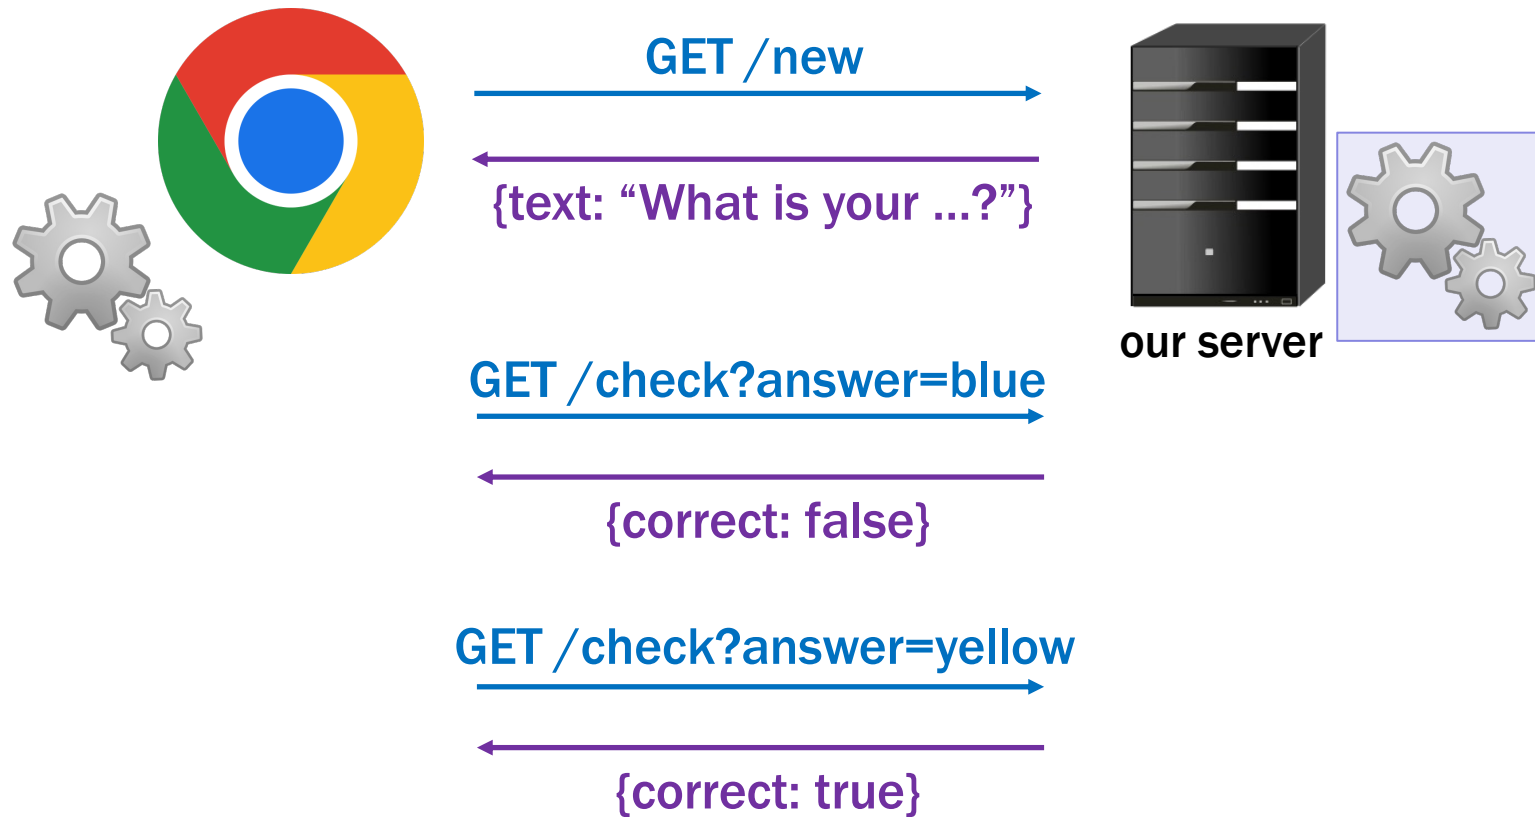 GET /new
{text: “What is your ...?”}
our server
GET /check?answer=blue
{correct: false}
GET /check?answer=yellow
{correct: true}